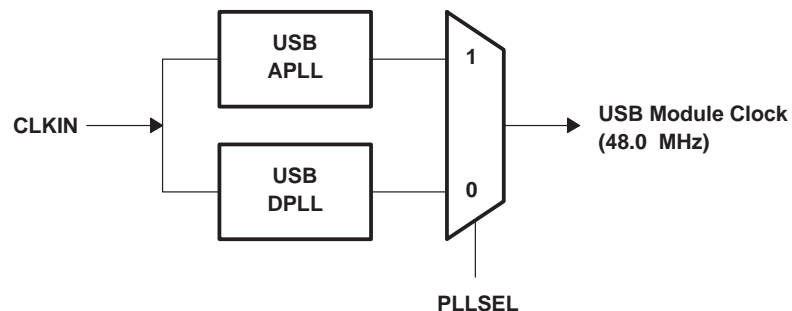 USB
APLL
1
CLKIN
USB Module Clock
(48.0 MHz)
USB
DPLL
0
PLLSEL